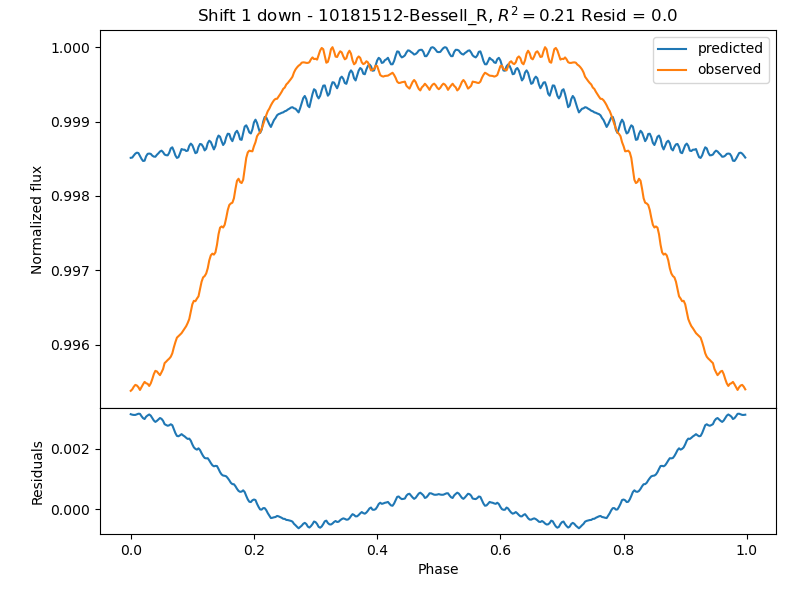 Shift 1 down - 10181512-Bessell_R, R² = 0.21 Resid = 0.0
predicted
observed
Normalized flux
1.000
0.999
0.998
0.997
0.996
Residuals
0.002
0.000
0.0 0.2 0.4 0.6 0.8 1.0
Phase